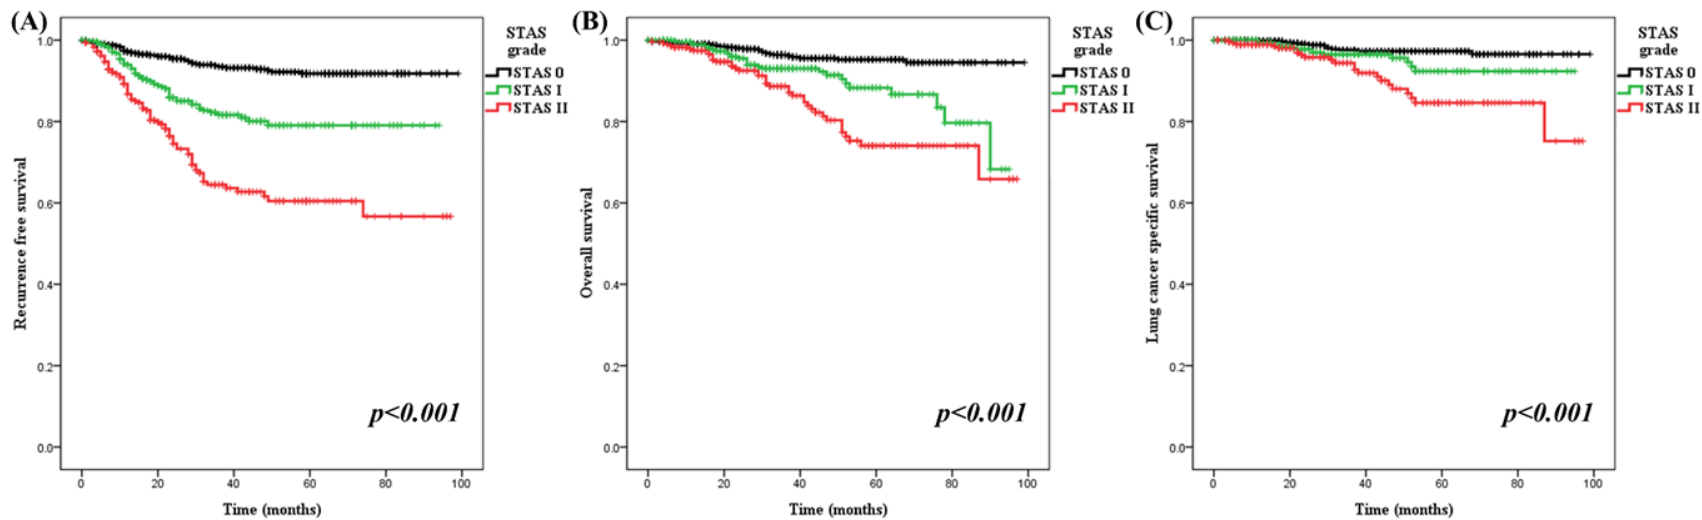 (A)
STAS
grade
STAS 0
STAS I
STAS II
Recurrence free survival
1.0
0.8
0.6
0.4
0.2
0.0
p<0.001
0 20 40 60 80 100
Time (months)
(B)
STAS
grade
STAS 0
STAS I
STAS II
Overall survival
1.0
0.8
0.6
0.4
0.2
0.0
p<0.001
0 20 40 60 80 100
Time (months)
(C)
STAS
grade
STAS 0
STAS I
STAS II
Lung cancer specific survival
1.0
0.8
0.6
0.4
0.2
0.0
p<0.001
0 20 40 60 80 100
Time (months)